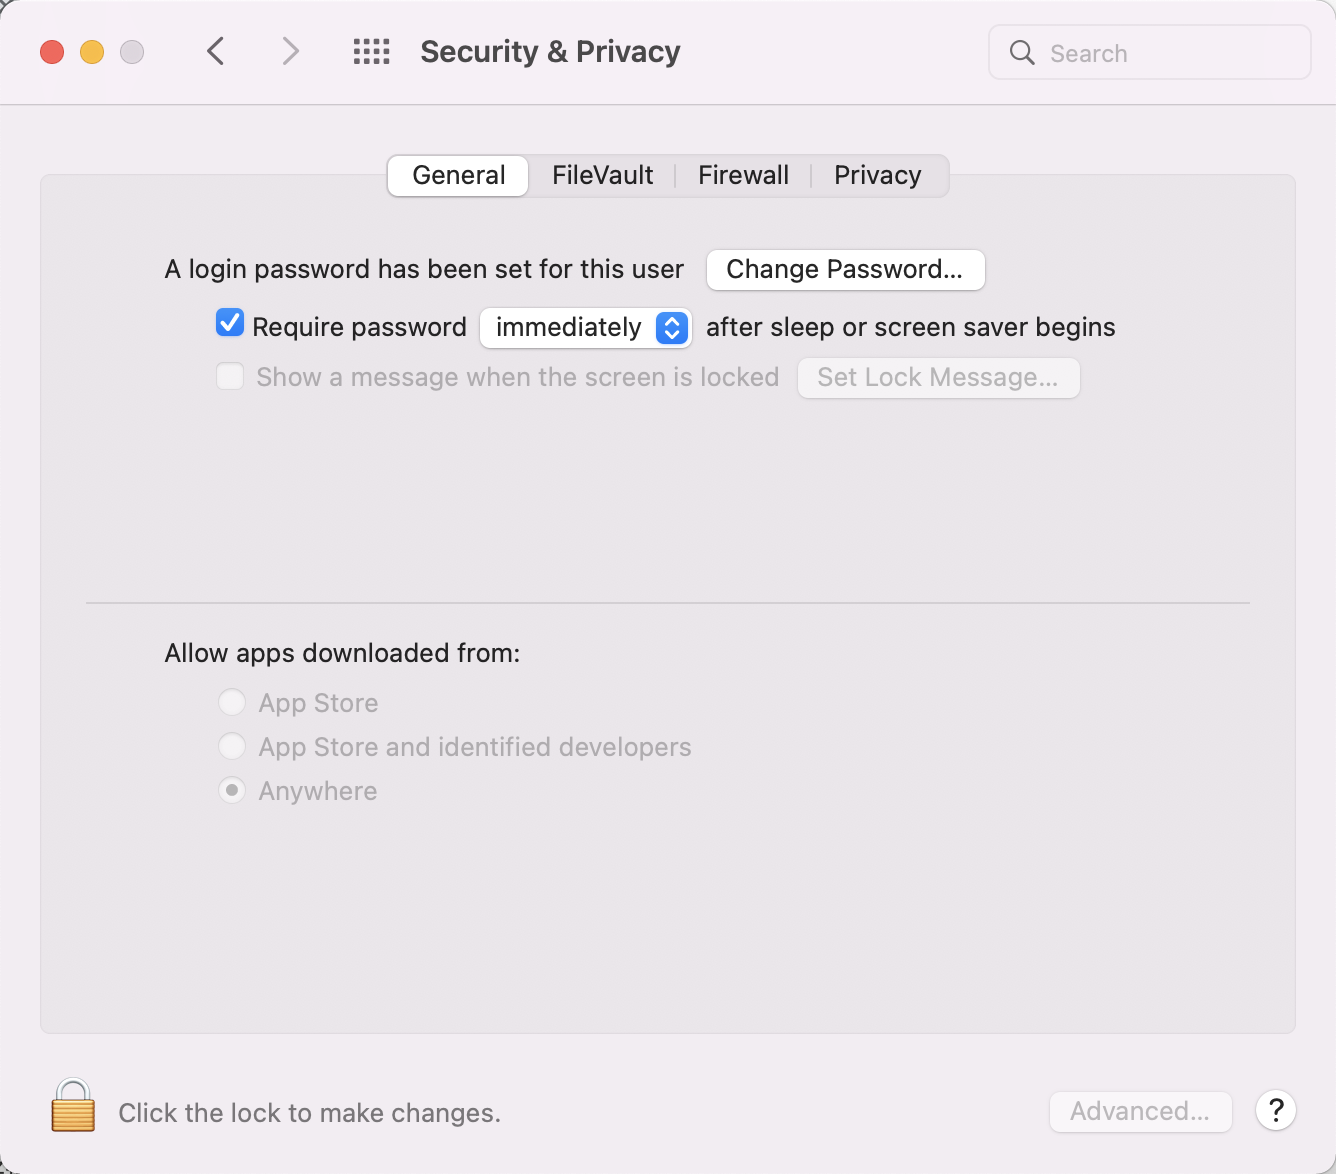 Security & Privacy
Search
General
FileVault
Firewall
Privacy
A login password has been set for this user
Change Password...
Require password
immediately
after sleep or screen saver begins
Show a message when the screen is locked
Set Lock Message...
Allow apps downloaded from:
App Store
App Store and identified developers
Anywhere
Click the lock to make changes.
Advanced...
?